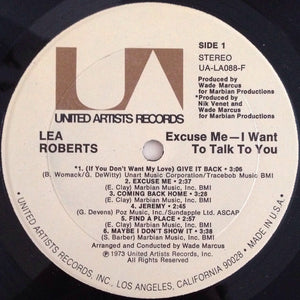 UA
UNITED ARTISTS RECORDS
SIDE 1
STEREO
UA-LA088-F
Produced by
Wade Marcus
for Marbian Productions
*Produced by
Nik Venet and
Wade Marcus
for Marbian Productions
LEA
ROBERTS
Excuse Me—I Want
To Talk To You
*1. (If You Don't Want My Love) GIVE IT BACK • 3:06
(B. Womack/G. DeWitty) Unart Music Corporation/Tracebob Music BMI
2. EXCUSE ME • 2:37
(E. Clay) Marbian Music, Inc. BMI
3. COMING BACK HOME • 3:28
(E. Clay) Marbian Music, Inc. BMI
4. JEREMY • 2:45
(G. Devens) Poz Music, Inc./Sundapple Ltd. ASCAP
5. FIND A PLACE • 2:57
(E. Clay) Marbian Music, Inc. BMI
6. MAYBE I DON'T SHOW IT • 3:38
(S. Barber) Marbian Music, Inc. BMI
Arranged and Conducted by Wade Marcus
℗ 1973 United Artists Records, Inc.
All Rights Reserved
• UNITED ARTISTS RECORDS, INC., LOS ANGELES, CALIFORNIA 90028 • MADE IN U.S.A.